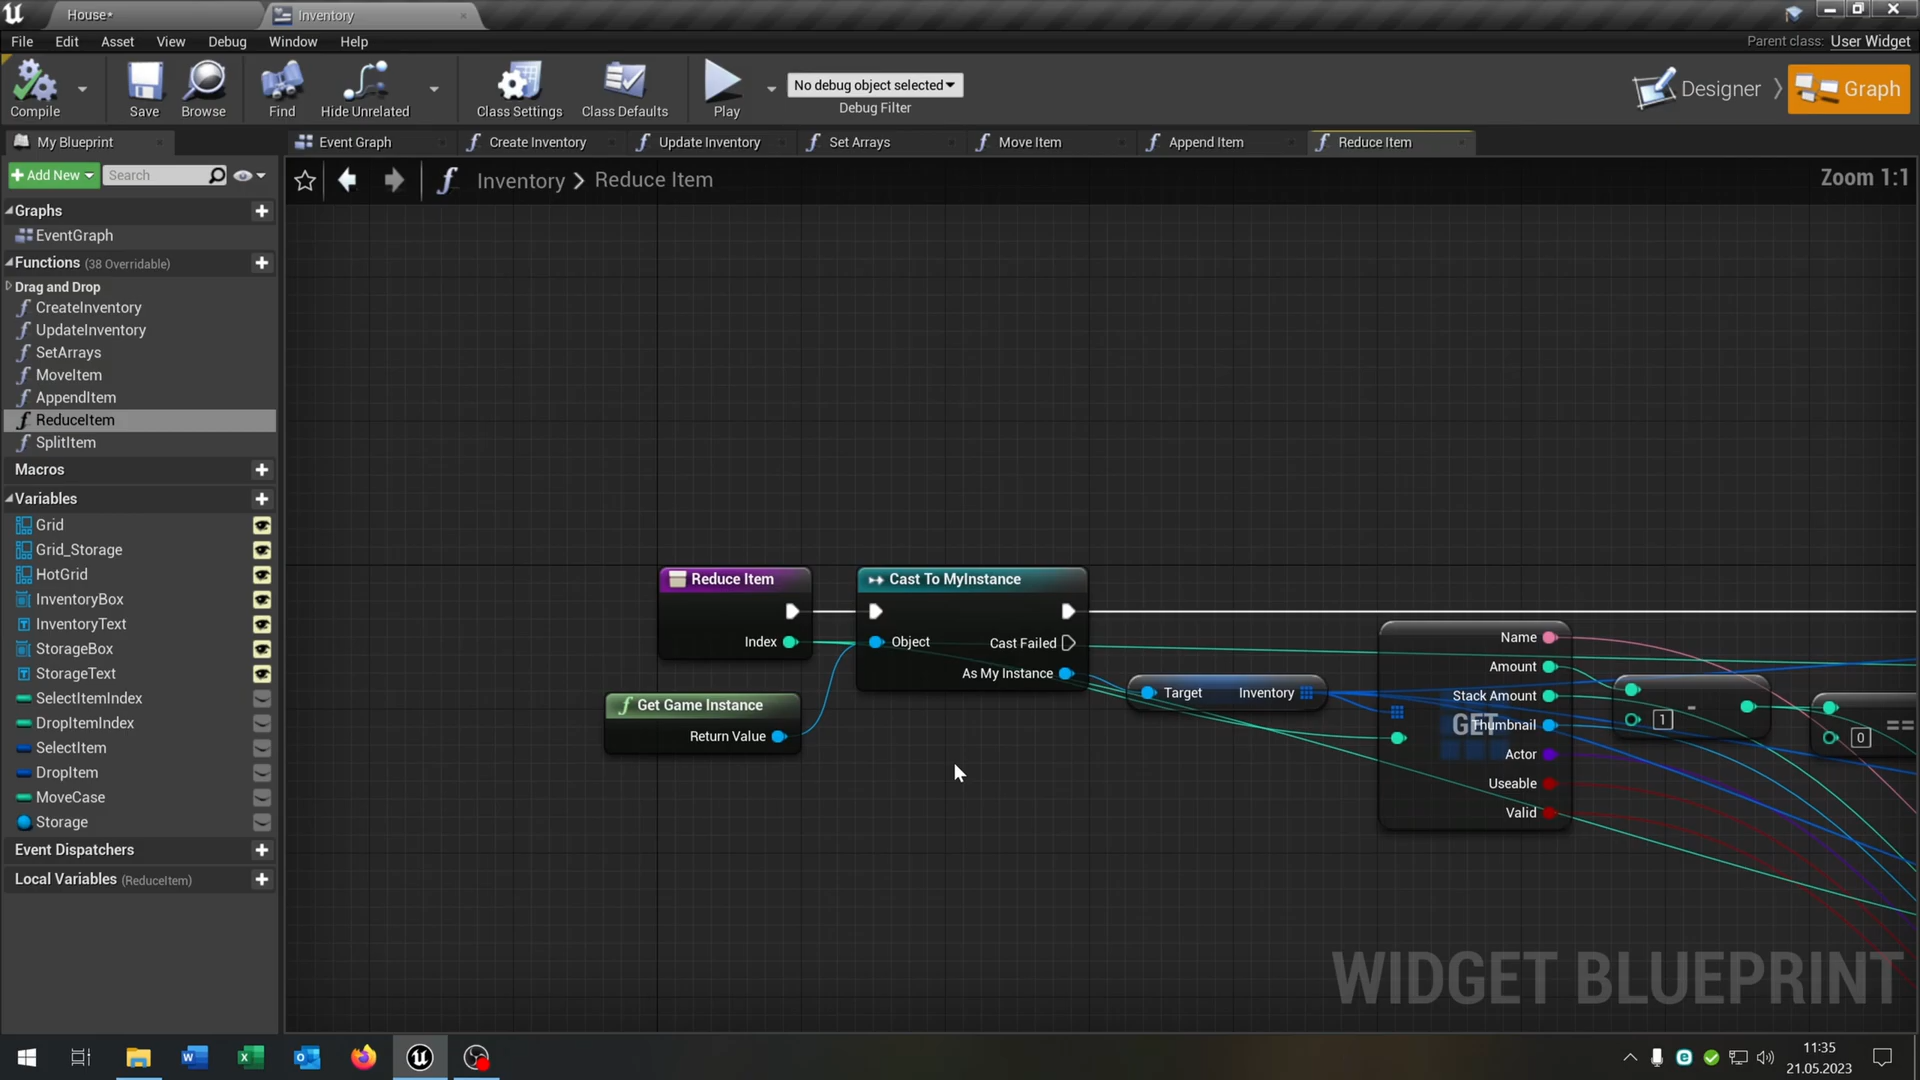 House*
Inventory
File Edit Asset View Debug Window Help
Parent class: User Widget
Compile
Save
Browse
Find
Hide Unrelated
Class Settings
Class Defaults
Play
No debug object selected
Debug Filter
Designer
Graph
My Blueprint
Event Graph
Create Inventory
Update Inventory
Set Arrays
Move Item
Append Item
Reduce Item
Add New
Search
Inventory > Reduce Item
Zoom 1:1
Graphs
EventGraph
Functions (38 Overridable)
Drag and Drop
CreateInventory
UpdateInventory
SetArrays
MoveItem
AppendItem
ReduceItem
SplitItem
Macros
Variables
Grid
Grid_Storage
HotGrid
InventoryBox
InventoryText
StorageBox
StorageText
SelectItemIndex
DropItemIndex
SelectItem
DropItem
MoveCase
Storage
Event Dispatchers
Local Variables (ReduceItem)
Reduce Item
Index
Get Game Instance
Return Value
Cast To MyInstance
Object
Cast Failed
As My Instance
Target Inventory
GET
Name
Amount
Stack Amount
Thumbnail
Actor
Useable
Valid
-
1
==
0
WIDGET BLUEPRINT
11:35
21.05.2023